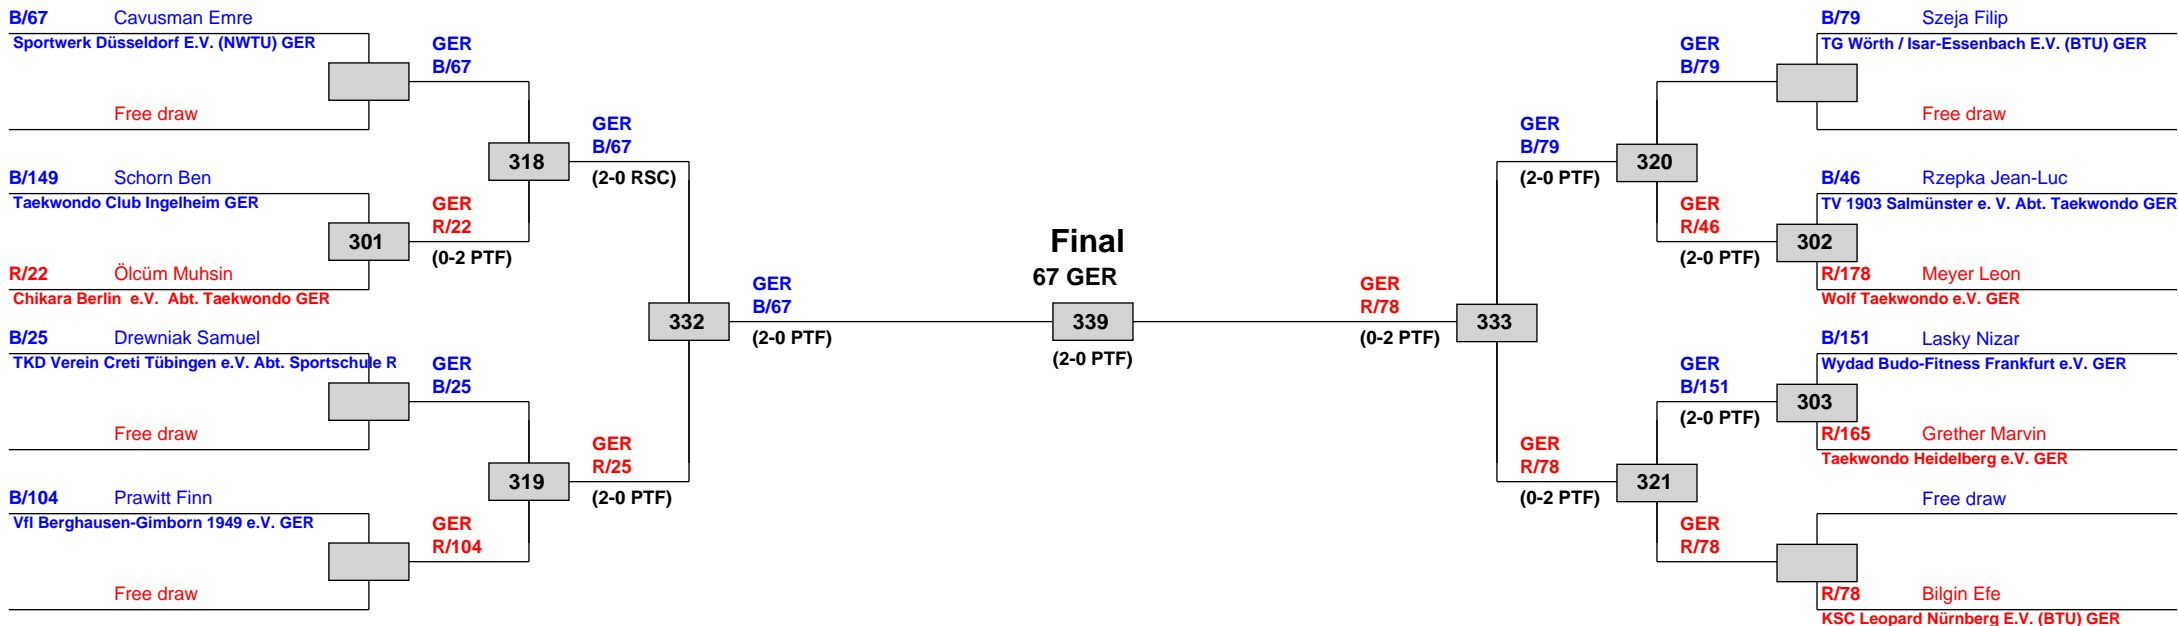 B/67 Cavusman Emre
Sportwerk Düsseldorf E.V. (NWTU) GER
Free draw
B/149 Schorn Ben
Taekwondo Club Ingelheim GER
301
R/22 Ölcüm Muhsin
Chikara Berlin e.V. Abt. Taekwondo GER
B/25 Drewniak Samuel
TKD Verein Creti Tübingen e.V. Abt. Sportschule R
Free draw
B/104 Prawitt Finn
Vfl Berghausen-Gimborn 1949 e.V. GER
Free draw
GER
B/67
318
GER
R/22
(0-2 PTF)
GER
B/25
319
GER
R/104
GER
B/67
(2-0 RSC)
332
GER
R/25
(2-0 PTF)
GER
B/67
(2-0 PTF)
Final
67 GER
339
(2-0 PTF)
GER
R/78
(0-2 PTF)
333
GER
B/79
(2-0 PTF)
GER
R/78
(0-2 PTF)
GER
B/79
320
GER
R/46
(2-0 PTF)
GER
B/151
(2-0 PTF)
321
GER
R/78
B/79 Szeja Filip
TG Wörth / Isar-Essenbach E.V. (BTU) GER
Free draw
B/46 Rzepka Jean-Luc
TV 1903 Salmünster e. V. Abt. Taekwondo GER
302
R/178 Meyer Leon
Wolf Taekwondo e.V. GER
B/151 Lasky Nizar
Wydad Budo-Fitness Frankfurt e.V. GER
303
R/165 Grether Marvin
Taekwondo Heidelberg e.V. GER
Free draw
R/78 Bilgin Efe
KSC Leopard Nürnberg E.V. (BTU) GER